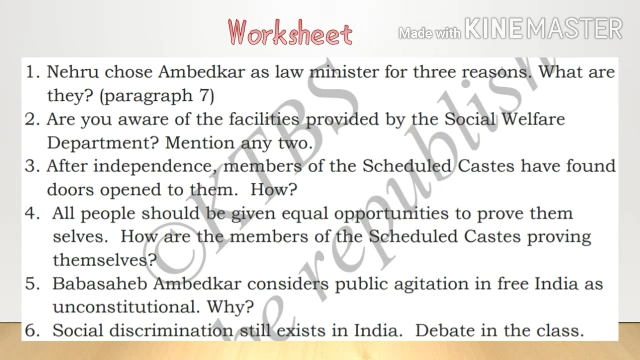 Worksheet
Made with KINEMASTER
1. Nehru chose Ambedkar as law minister for three reasons. What are
they? (paragraph 7)
2. Are you aware of the facilities provided by the Social Welfare
Department? Mention any two.
3. After independence, members of the Scheduled Castes have found
doors opened to them. How?
4. All people should be given equal opportunities to prove them
selves. How are the members of the Scheduled Castes proving
themselves?
5. Babasaheb Ambedkar considers public agitation in free India as
unconstitutional. Why?
6. Social discrimination still exists in India. Debate in the class.
©KTBS
be republish